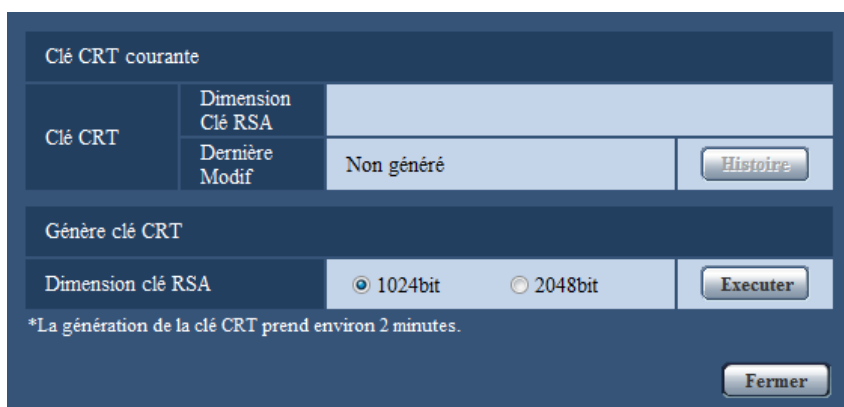 Clé CRT courante
Clé CRT
Dimension
Clé RSA
Dernière
Modif
Non généré
Histoire
Génère clé CRT
Dimension clé RSA
1024bit
2048bit
Executer
*La génération de la clé CRT prend environ 2 minutes.
Fermer